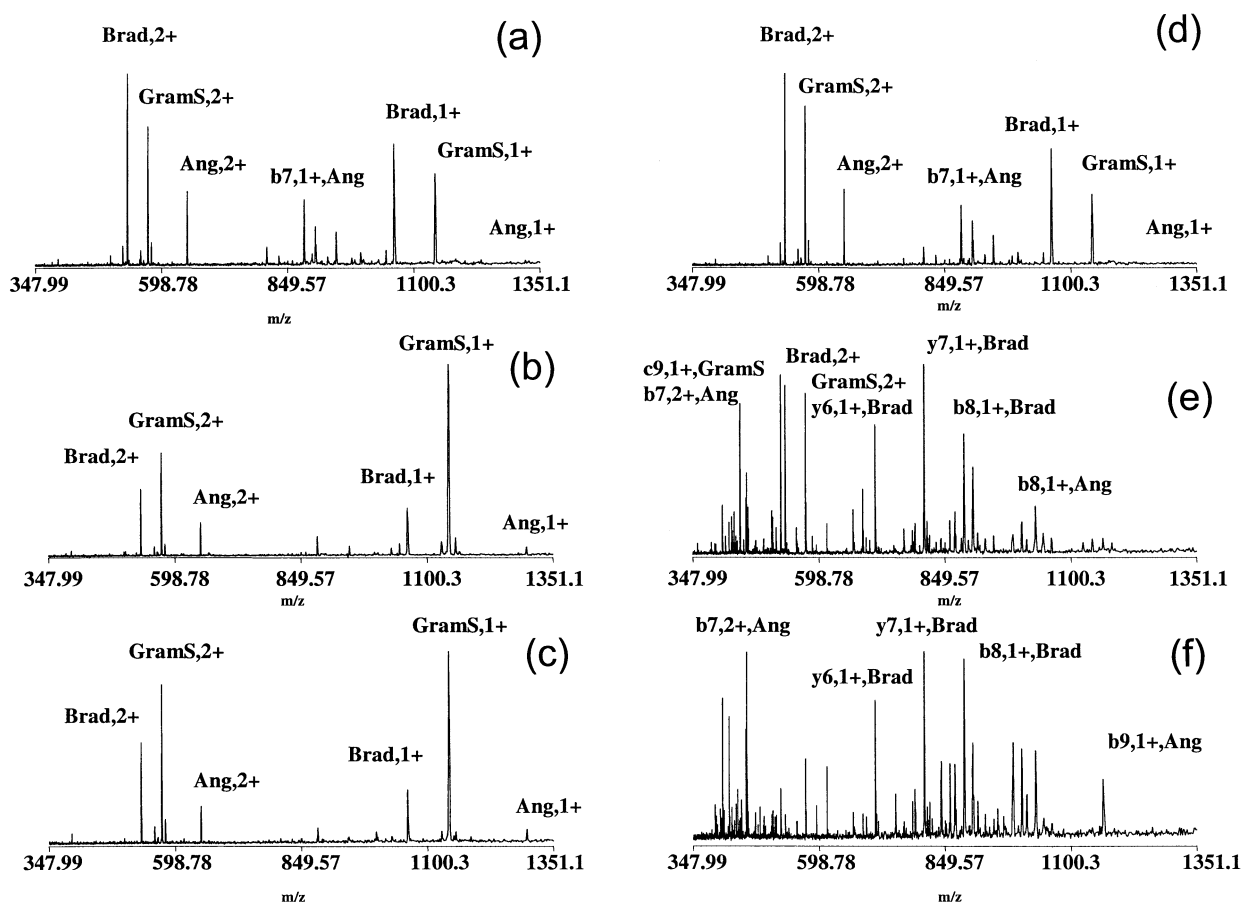 (a)
Brad,2+
GramS,2+
Ang,2+
b7,1+,Ang
Brad,1+
GramS,1+
Ang,1+
347.99 598.78 849.57 1100.3 1351.1
m/z
(b)
GramS,1+
GramS,2+
Brad,2+
Ang,2+
Brad,1+
Ang,1+
347.99 598.78 849.57 1100.3 1351.1
m/z
(c)
GramS,1+
GramS,2+
Brad,2+
Ang,2+
Brad,1+
Ang,1+
347.99 598.78 849.57 1100.3 1351.1
m/z
(d)
Brad,2+
GramS,2+
Ang,2+
b7,1+,Ang
Brad,1+
GramS,1+
Ang,1+
347.99 598.78 849.57 1100.3 1351.1
m/z
(e)
y7,1+,Brad
c9,1+,GramS
b7,2+,Ang
Brad,2+
GramS,2+
y6,1+,Brad
b8,1+,Brad
b8,1+,Ang
347.99 598.78 849.57 1100.3 1351.1
m/z
(f)
b7,2+,Ang
y7,1+,Brad
b8,1+,Brad
y6,1+,Brad
b9,1+,Ang
347.99 598.78 849.57 1100.3 1351.1
m/z